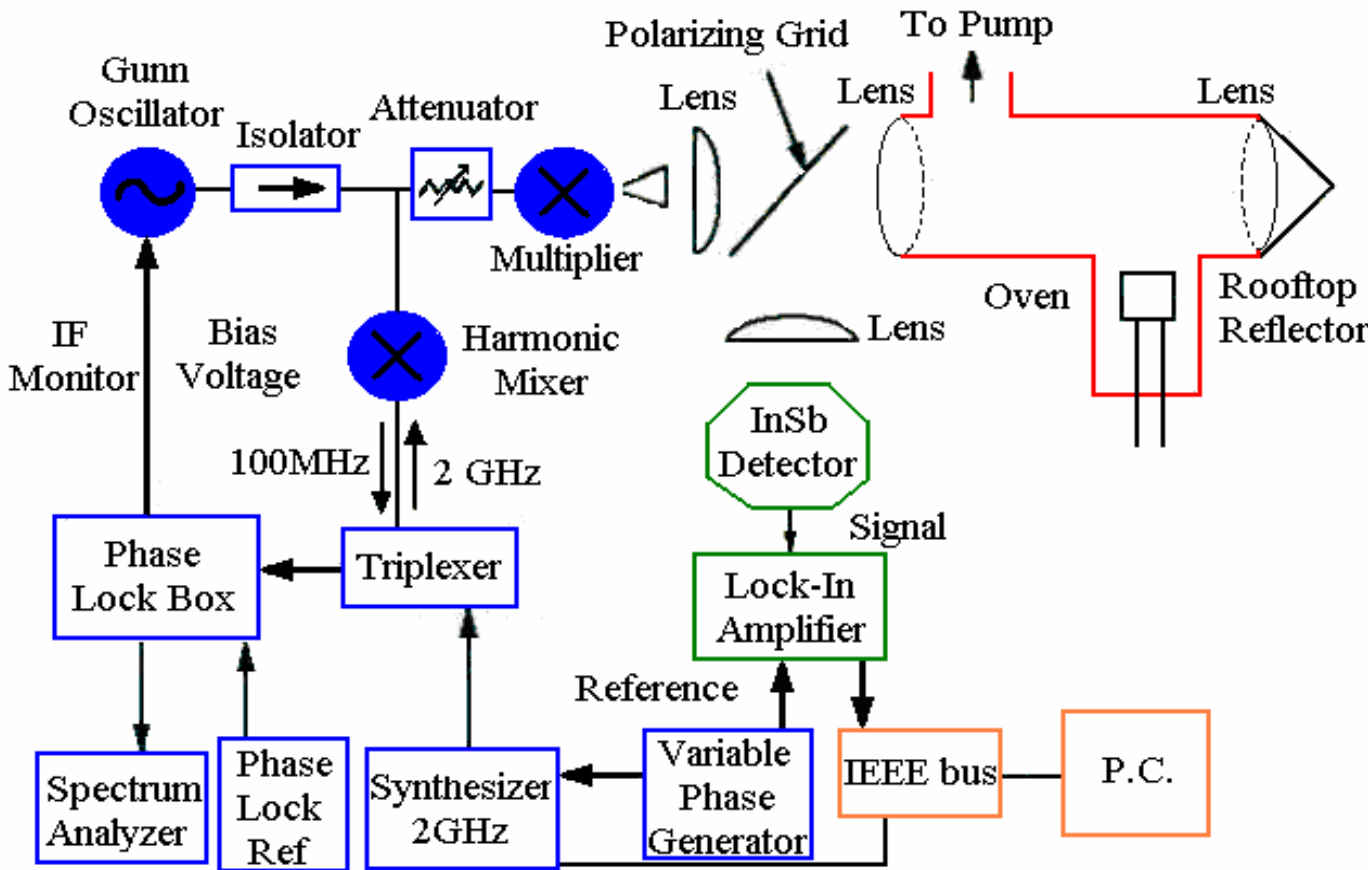 To Pump
Polarizing Grid
Gunn
Oscillator
Lens
Lens
Lens
Attenuator
Isolator
Multiplier
Oven
Rooftop
Reflector
Lens
IF
Monitor
Bias
Voltage
Harmonic
Mixer
InSb
Detector
100MHz
2 GHz
Signal
Phase
Lock Box
Triplexer
Lock-In
Amplifier
Reference
Spectrum
Analyzer
Phase
Lock
Ref
Synthesizer
2GHz
Variable
Phase
Generator
IEEE bus
P.C.